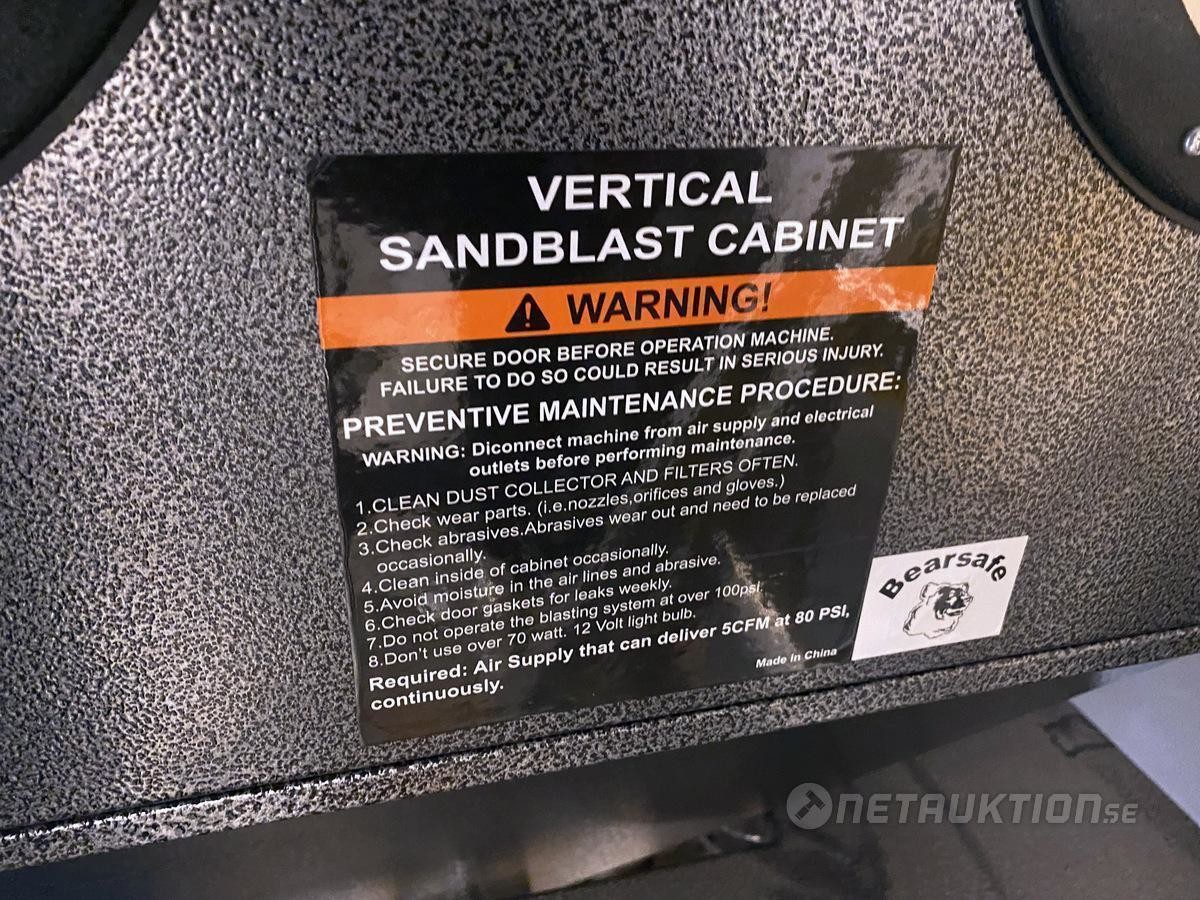 VERTICAL
SANDBLAST CABINET
WARNING!
SECURE DOOR BEFORE OPERATION MACHINE.
FAILURE TO DO SO COULD RESULT IN SERIOUS INJURY.
PREVENTIVE MAINTENANCE PROCEDURE:
WARNING: Diconnect machine from air supply and electrical
outlets before performing maintenance.
1.CLEAN DUST COLLECTOR AND FILTERS OFTEN.
2.Check wear parts. (i.e.nozzles,orifices and gloves.)
3.Check abrasives.Abrasives wear out and need to be replaced
occasionally.
4.Clean inside of cabinet occasionally.
5.Avoid moisture in the air lines and abrasive.
6.Check door gaskets for leaks weekly.
7.Do not operate the blasting system at over 100psi.
8.Don't use over 70 watt. 12 Volt light bulb.
Required: Air Supply that can deliver 5CFM at 80 PSI,
continuously.
Made in China
Bearsafe
NETAUKTION.SE